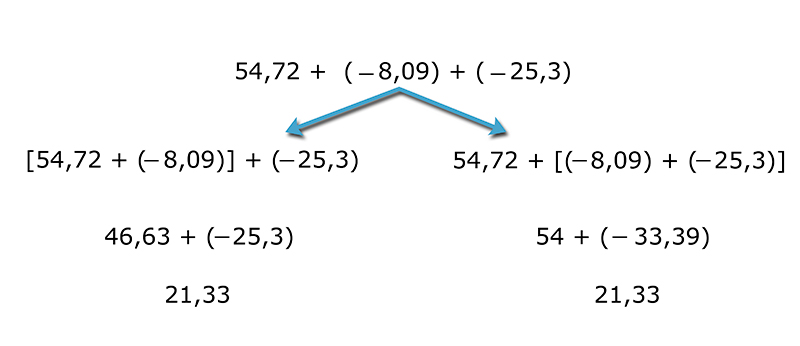 54,72 + (−8,09) + (−25,3)
[54,72 + (−8,09)] + (−25,3)
54,72 + [(−8,09) + (−25,3)]
46,63 + (−25,3)
54 + (− 33,39)
21,33
21,33